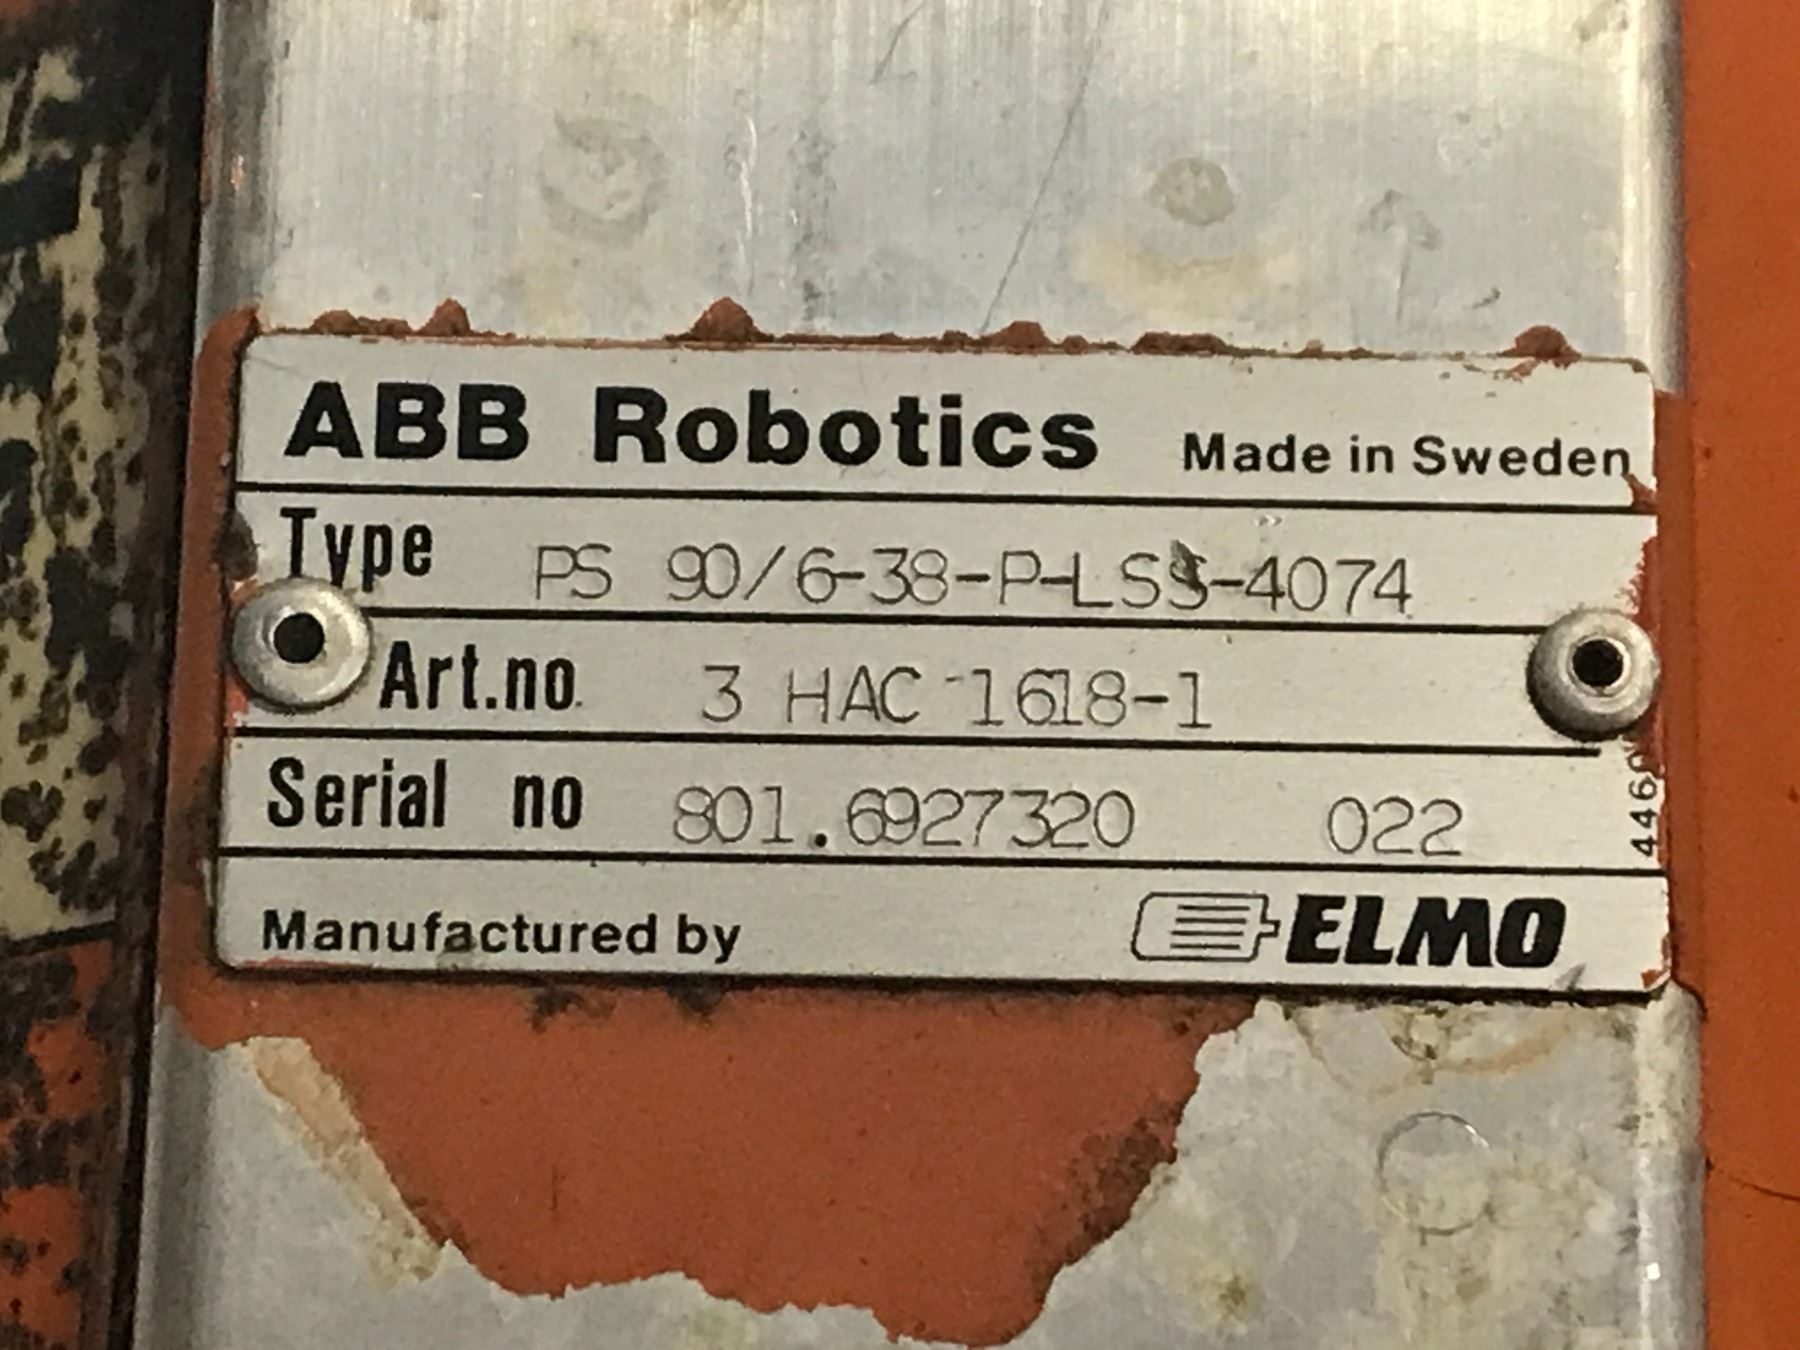 ABB Robotics Made in Sweden
Type PS 90/6-38-P-LSS-4074
Art.no. 3 HAC 1618-1
Serial no 801.6927320 022
Manufactured by ELMO